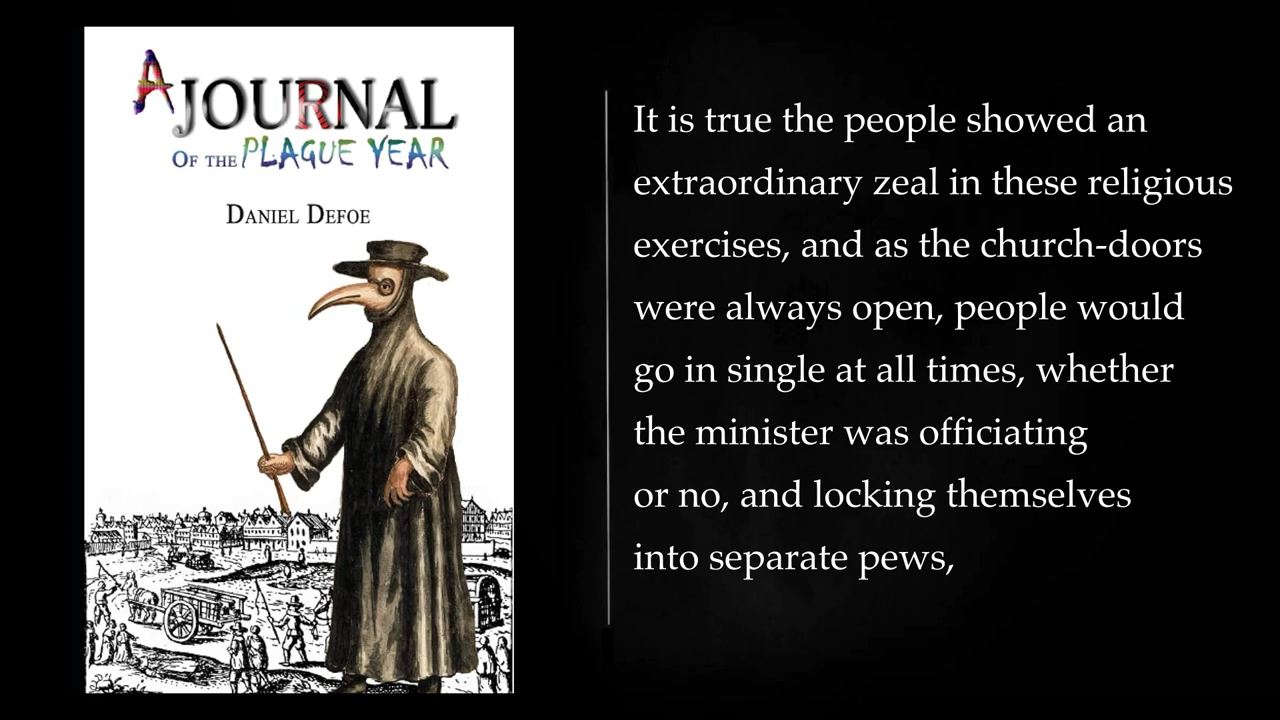 A JOURNAL
OF THE PLAGUE YEAR
DANIEL DEFOE
It is true the people showed an
extraordinary zeal in these religious
exercises, and as the church-doors
were always open, people would
go in single at all times, whether
the minister was officiating
or no, and locking themselves
into separate pews,